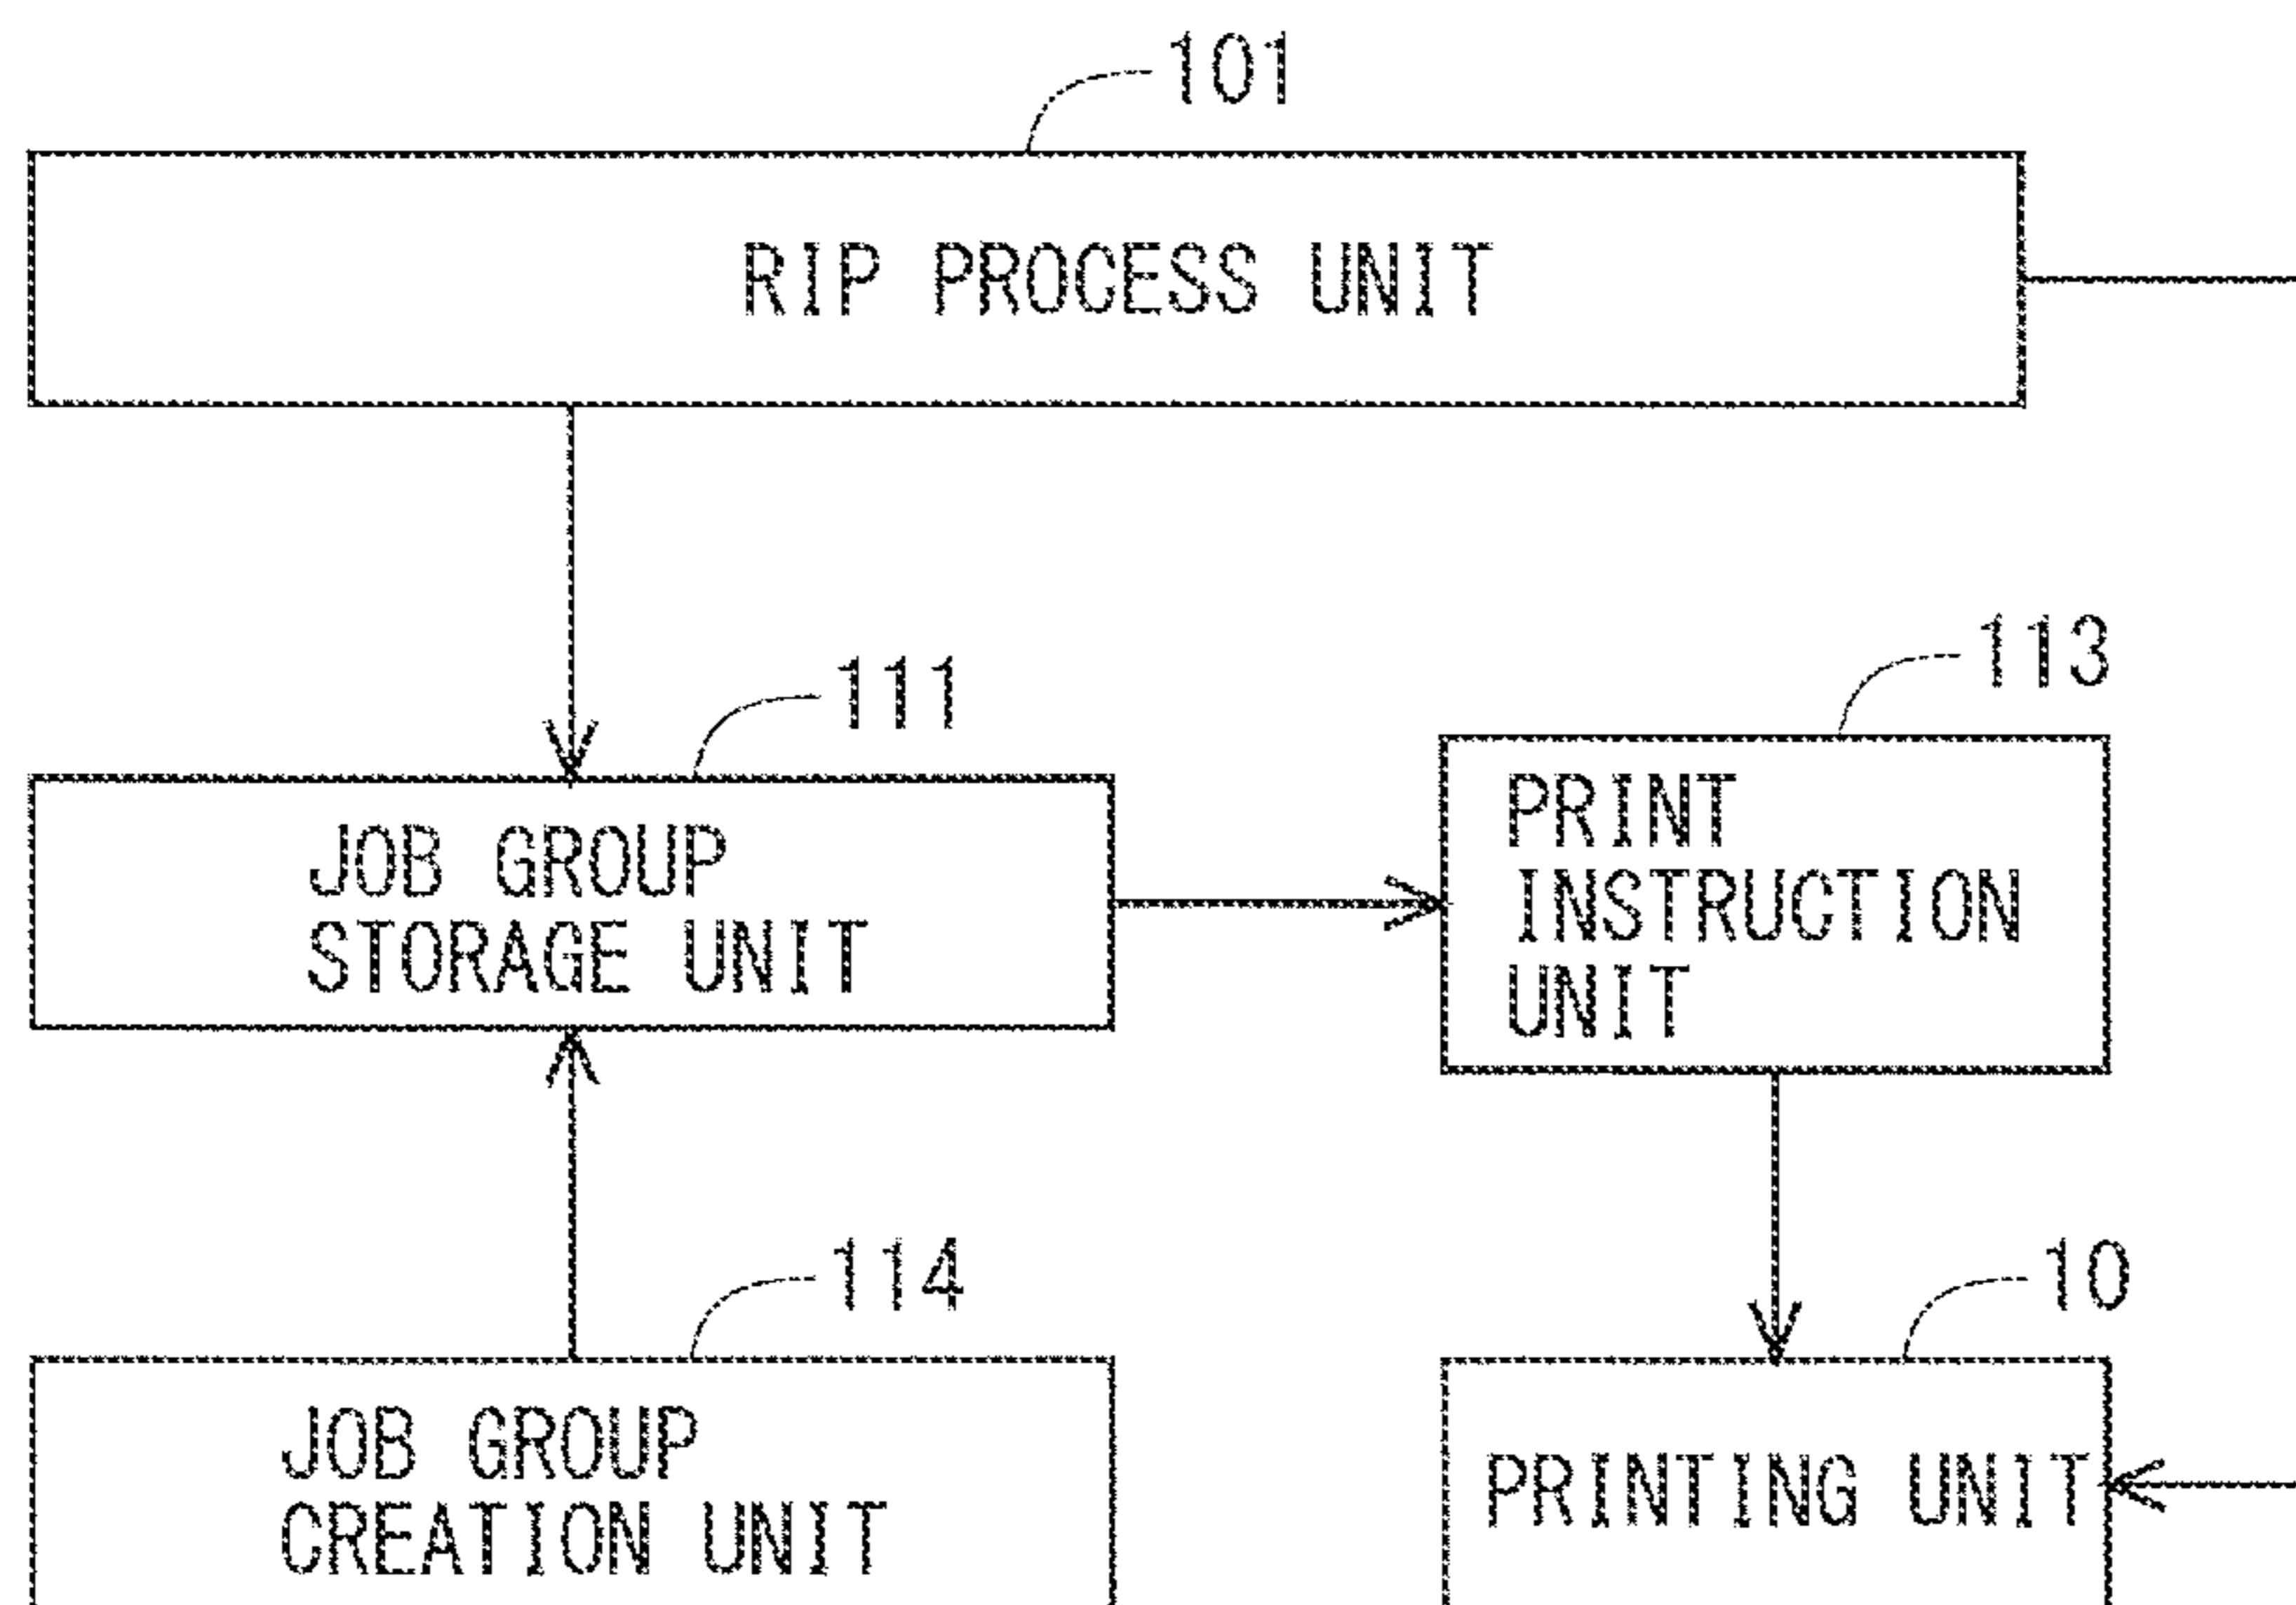 101
RIP PROCESS UNIT
111
113
JOB GROUP
STORAGE UNIT
PRINT
INSTRUCTION
UNIT
114
10
JOB GROUP
CREATION UNIT
PRINTING UNIT